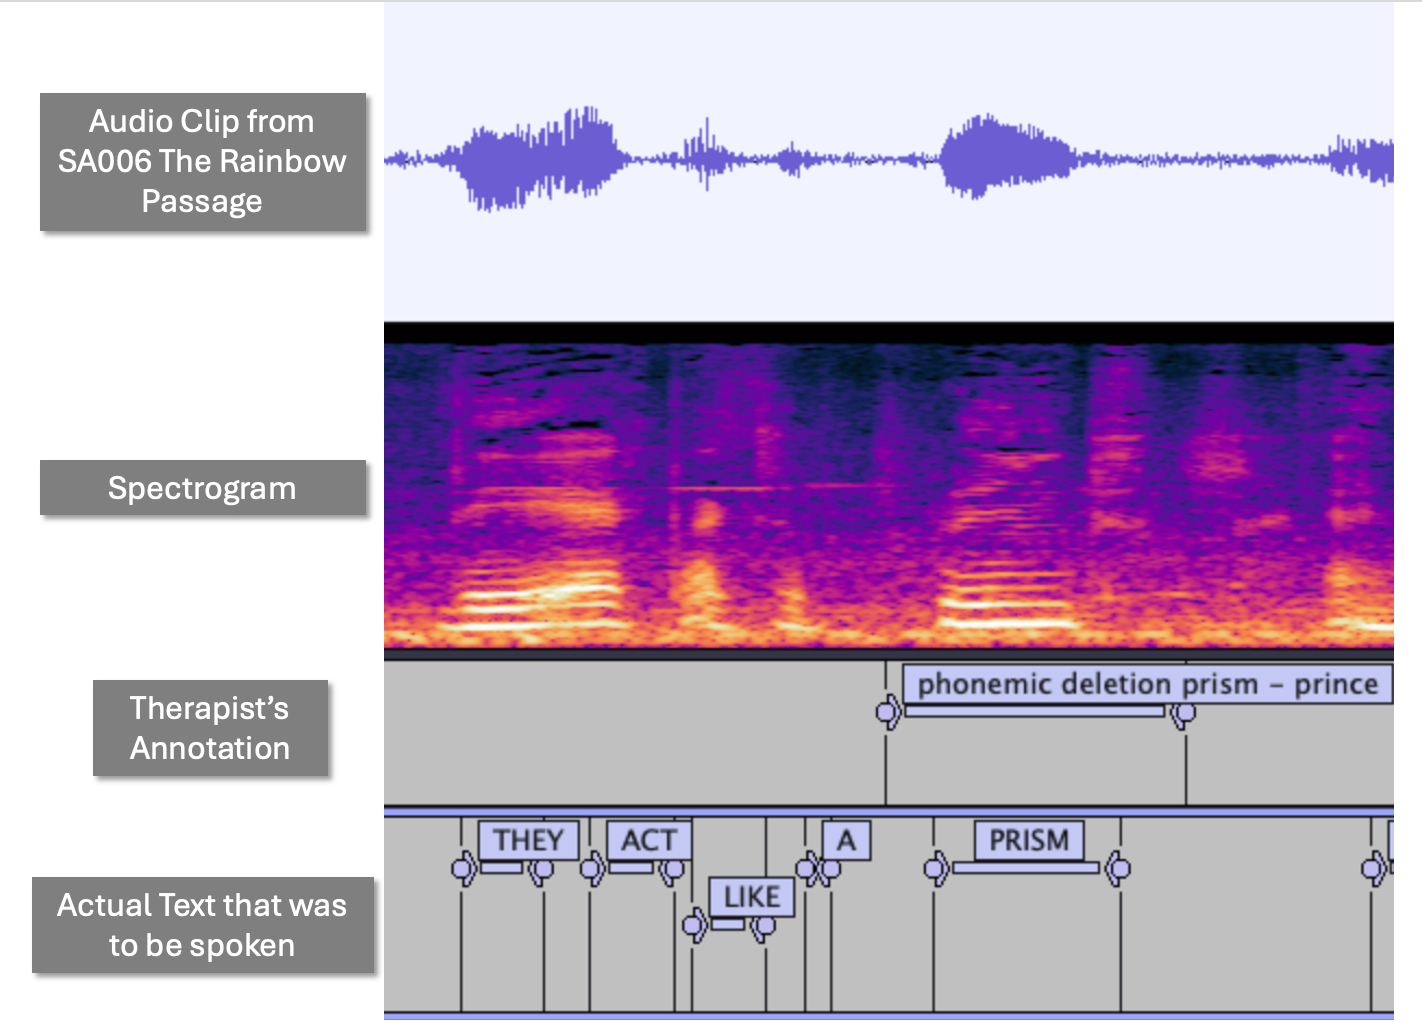 Audio Clip from
SA006 The Rainbow
Passage
Spectrogram
Therapist's
Annotation
phonemic deletion prism – prince
Actual Text that was
to be spoken
THEY
ACT
LIKE
A
PRISM